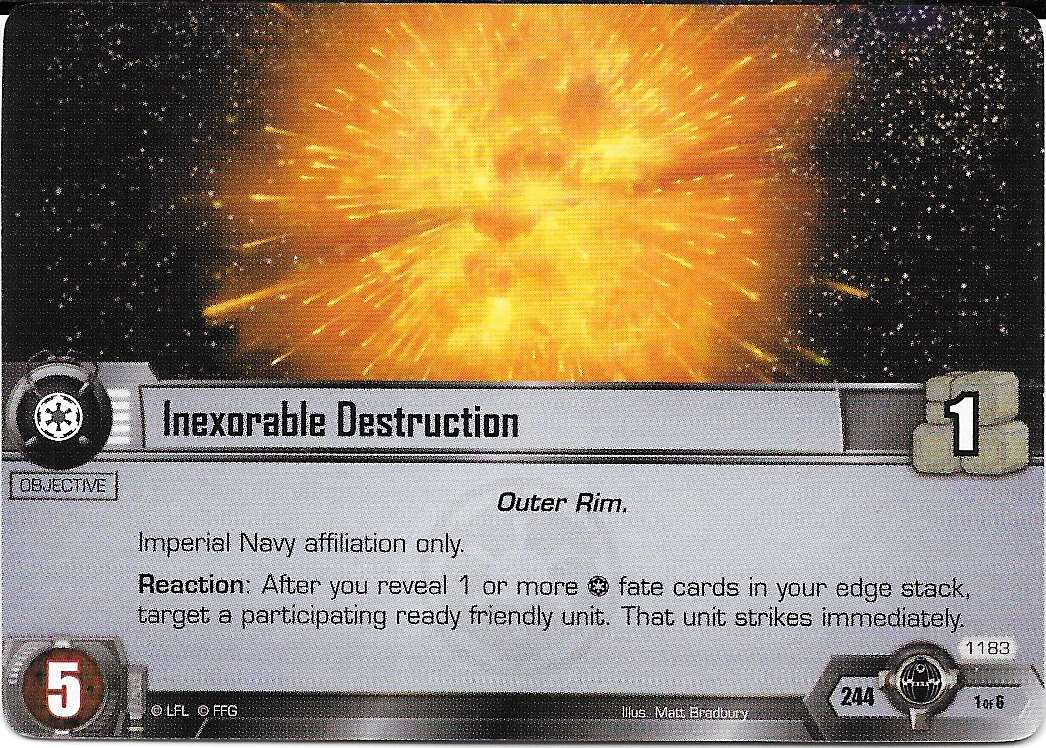 Inexorable Destruction
1
OBJECTIVE
Outer Rim.
Imperial Navy affiliation only.
Reaction: After you reveal 1 or more fate cards in your edge stack,
target a participating ready friendly unit. That unit strikes immediately.
5
© LFL © FFG
Illus. Matt Bradbury
244
1183
1 OF 6